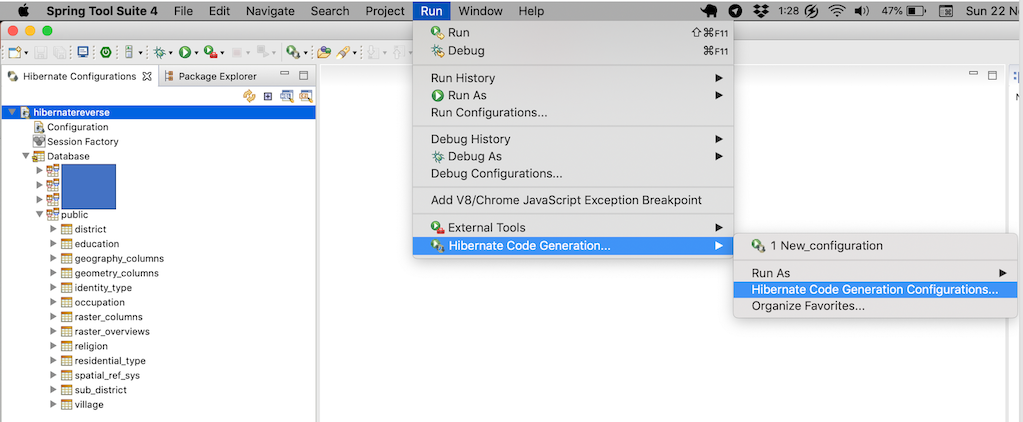 Spring Tool Suite 4 File Edit Navigate Search Project Run Window Help 1:28 47% Sun 22 N
Hibernate Configurations Package Explorer
hibernatereverse
Configuration
Session Factory
Database
public
district
education
geography_columns
geometry_columns
identity_type
occupation
raster_columns
raster_overviews
religion
residential_type
spatial_ref_sys
sub_district
village
Run ⇧⌘F11
Debug ⌘F11
Run History
Run As
Run Configurations...
Debug History
Debug As
Debug Configurations...
Add V8/Chrome JavaScript Exception Breakpoint
External Tools
Hibernate Code Generation...
1 New_configuration
Run As
Hibernate Code Generation Configurations...
Organize Favorites...